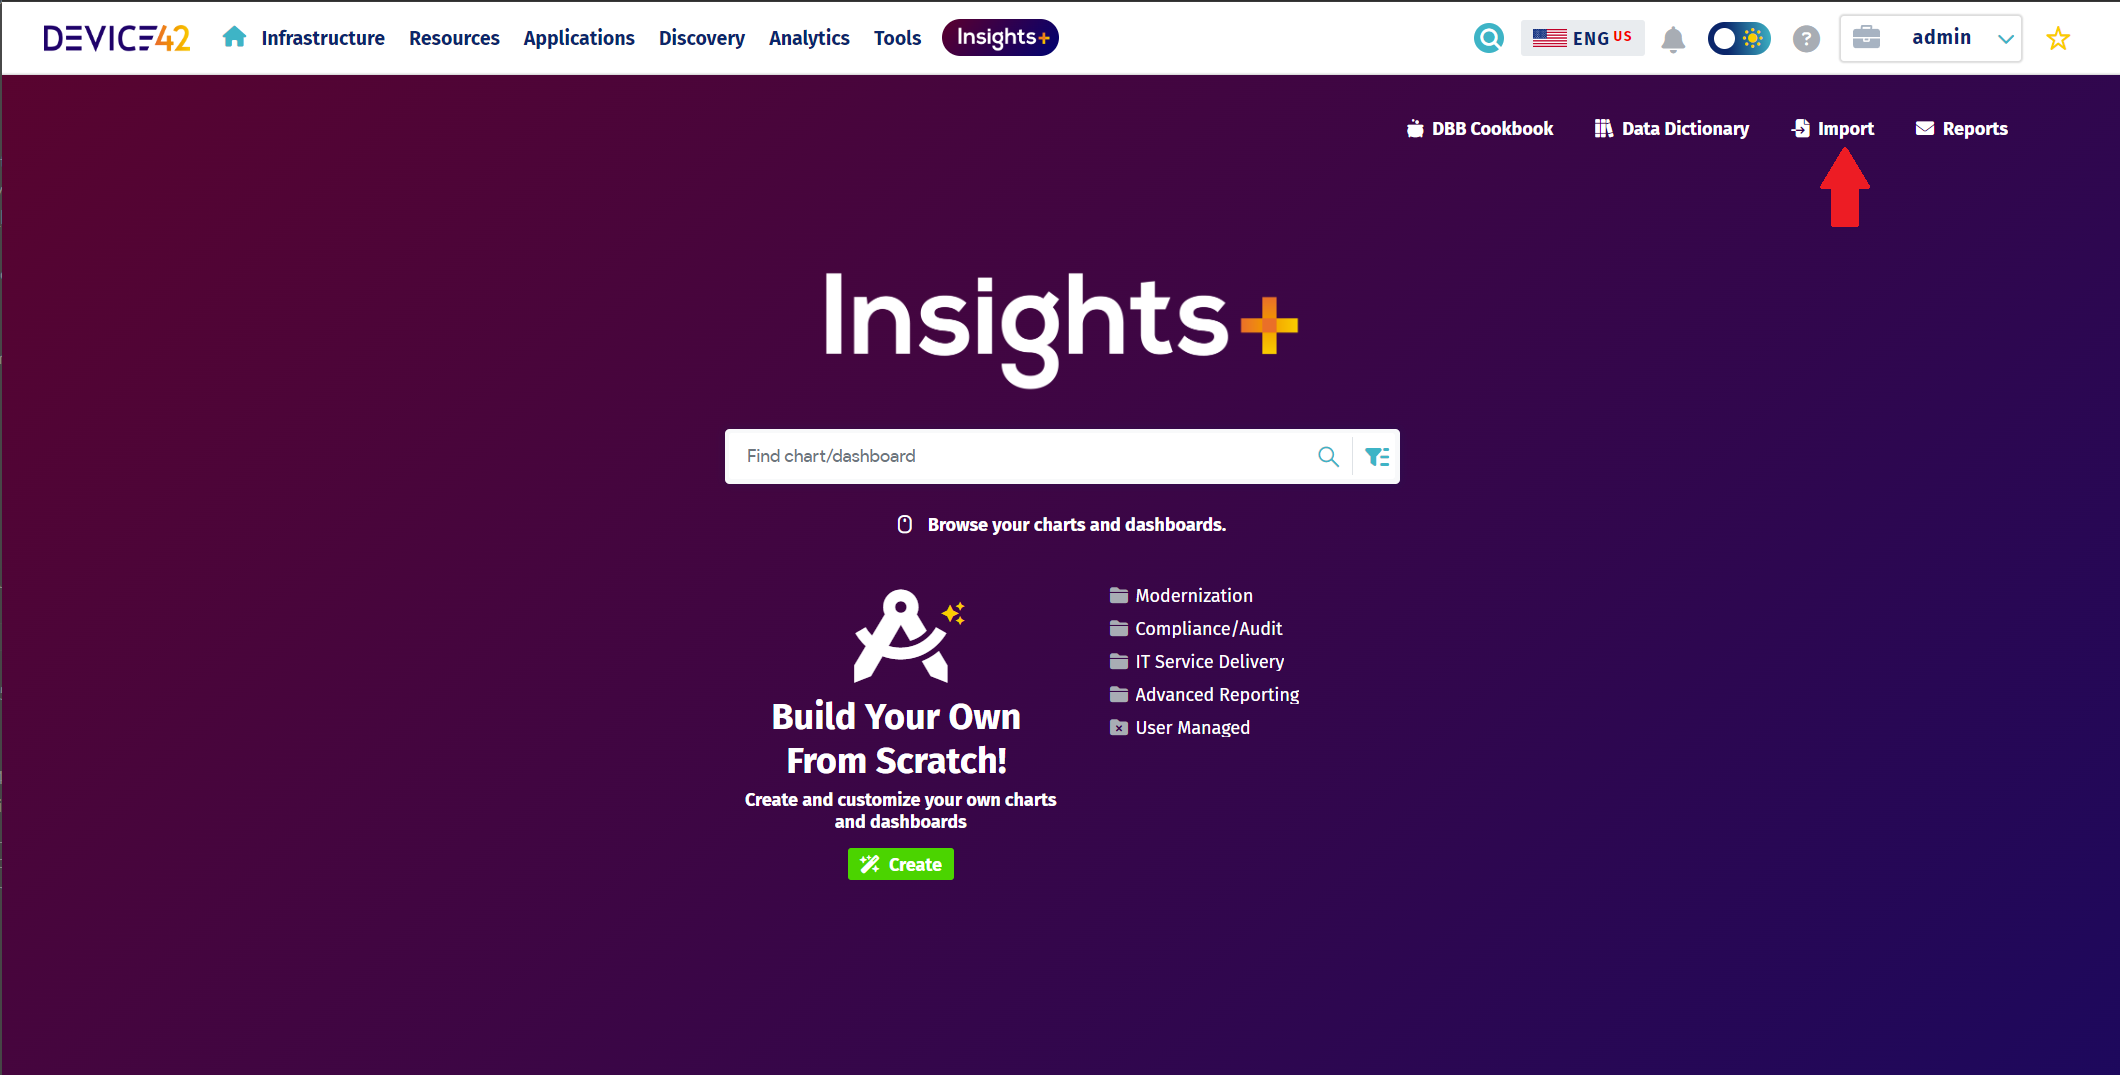 DEVICE42 Infrastructure Resources Applications Discovery Analytics Tools Insights+ ENG US ? admin
DBB Cookbook Data Dictionary Import Reports
Insights+
Find chart/dashboard
Browse your charts and dashboards.
Build Your Own
From Scratch!
Create and customize your own charts
and dashboards
Create
Modernization
Compliance/Audit
IT Service Delivery
Advanced Reporting
User Managed